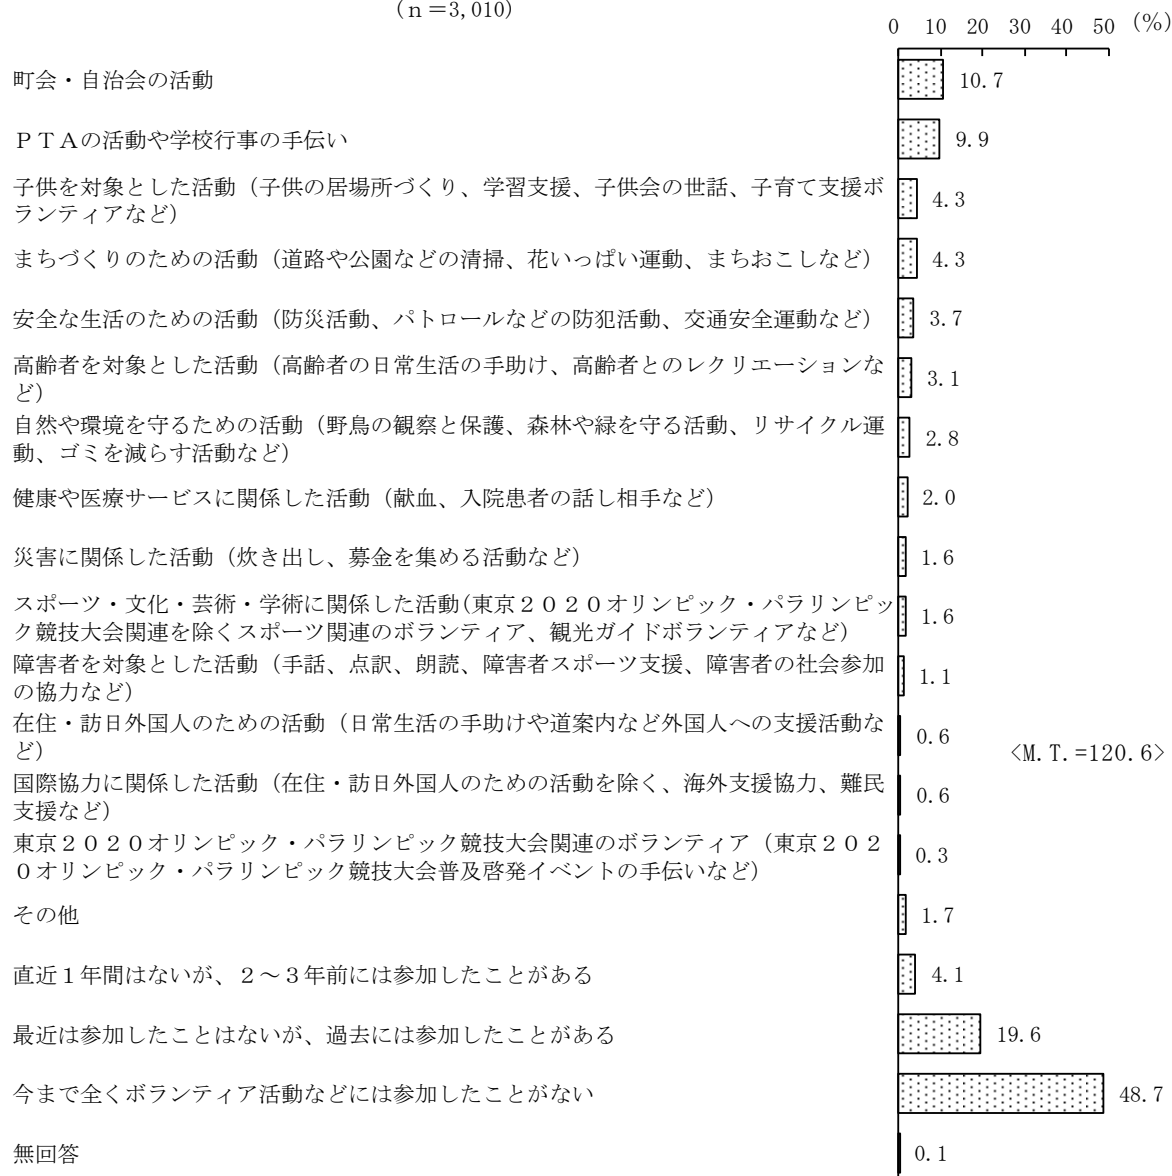 (ｎ=3,010)
0 10 20 30 40 50 (%)
町会・自治会の活動 10.7
ＰＴＡの活動や学校行事の手伝い 9.9
子供を対象とした活動（子供の居場所づくり、学習支援、子供会の世話、子育て支援ボ
ランティアなど） 4.3
まちづくりのための活動（道路や公園などの清掃、花いっぱい運動、まちおこしなど） 4.3
安全な生活のための活動（防災活動、パトロールなどの防犯活動、交通安全運動など） 3.7
高齢者を対象とした活動（高齢者の日常生活の手助け、高齢者とのレクリエーションな
ど） 3.1
自然や環境を守るための活動（野鳥の観察と保護、森林や緑を守る活動、リサイクル運
動、ゴミを減らす活動など） 2.8
健康や医療サービスに関係した活動（献血、入院患者の話し相手など） 2.0
災害に関係した活動（炊き出し、募金を集める活動など） 1.6
スポーツ・文化・芸術・学術に関係した活動(東京２０２０オリンピック・パラリンピッ
ク競技大会関連を除くスポーツ関連のボランティア、観光ガイドボランティアなど） 1.6
障害者を対象とした活動（手話、点訳、朗読、障害者スポーツ支援、障害者の社会参加
の協力など） 1.1
在住・訪日外国人のための活動（日常生活の手助けや道案内など外国人への支援活動な
ど） 0.6
<M.T.=120.6>
国際協力に関係した活動（在住・訪日外国人のための活動を除く、海外支援協力、難民
支援など） 0.6
東京２０２０オリンピック・パラリンピック競技大会関連のボランティア（東京２０２
０オリンピック・パラリンピック競技大会普及啓発イベントの手伝いなど） 0.3
その他 1.7
直近１年間はないが、２～３年前には参加したことがある 4.1
最近は参加したことはないが、過去には参加したことがある 19.6
今まで全くボランティア活動などには参加したことがない 48.7
無回答 0.1